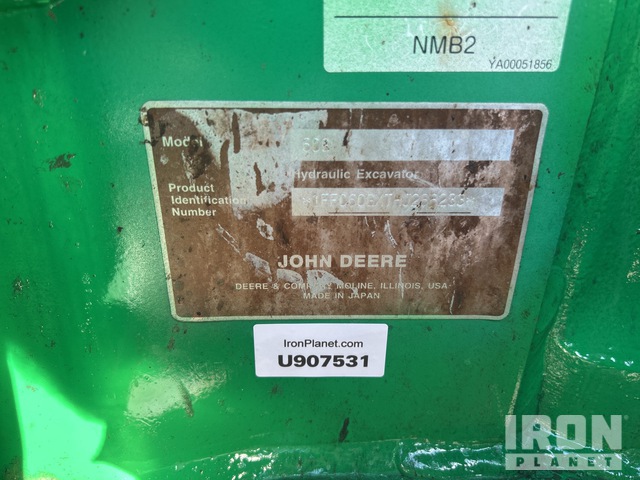 NMB2
YA00051856
Model
Hydraulic Excavator
Product
Identification
Number
JOHN DEERE
DEERE & COMPANY MOLINE, ILLINOIS, USA
MADE IN JAPAN
IronPlanet.com
U907531
IRON
PLANET